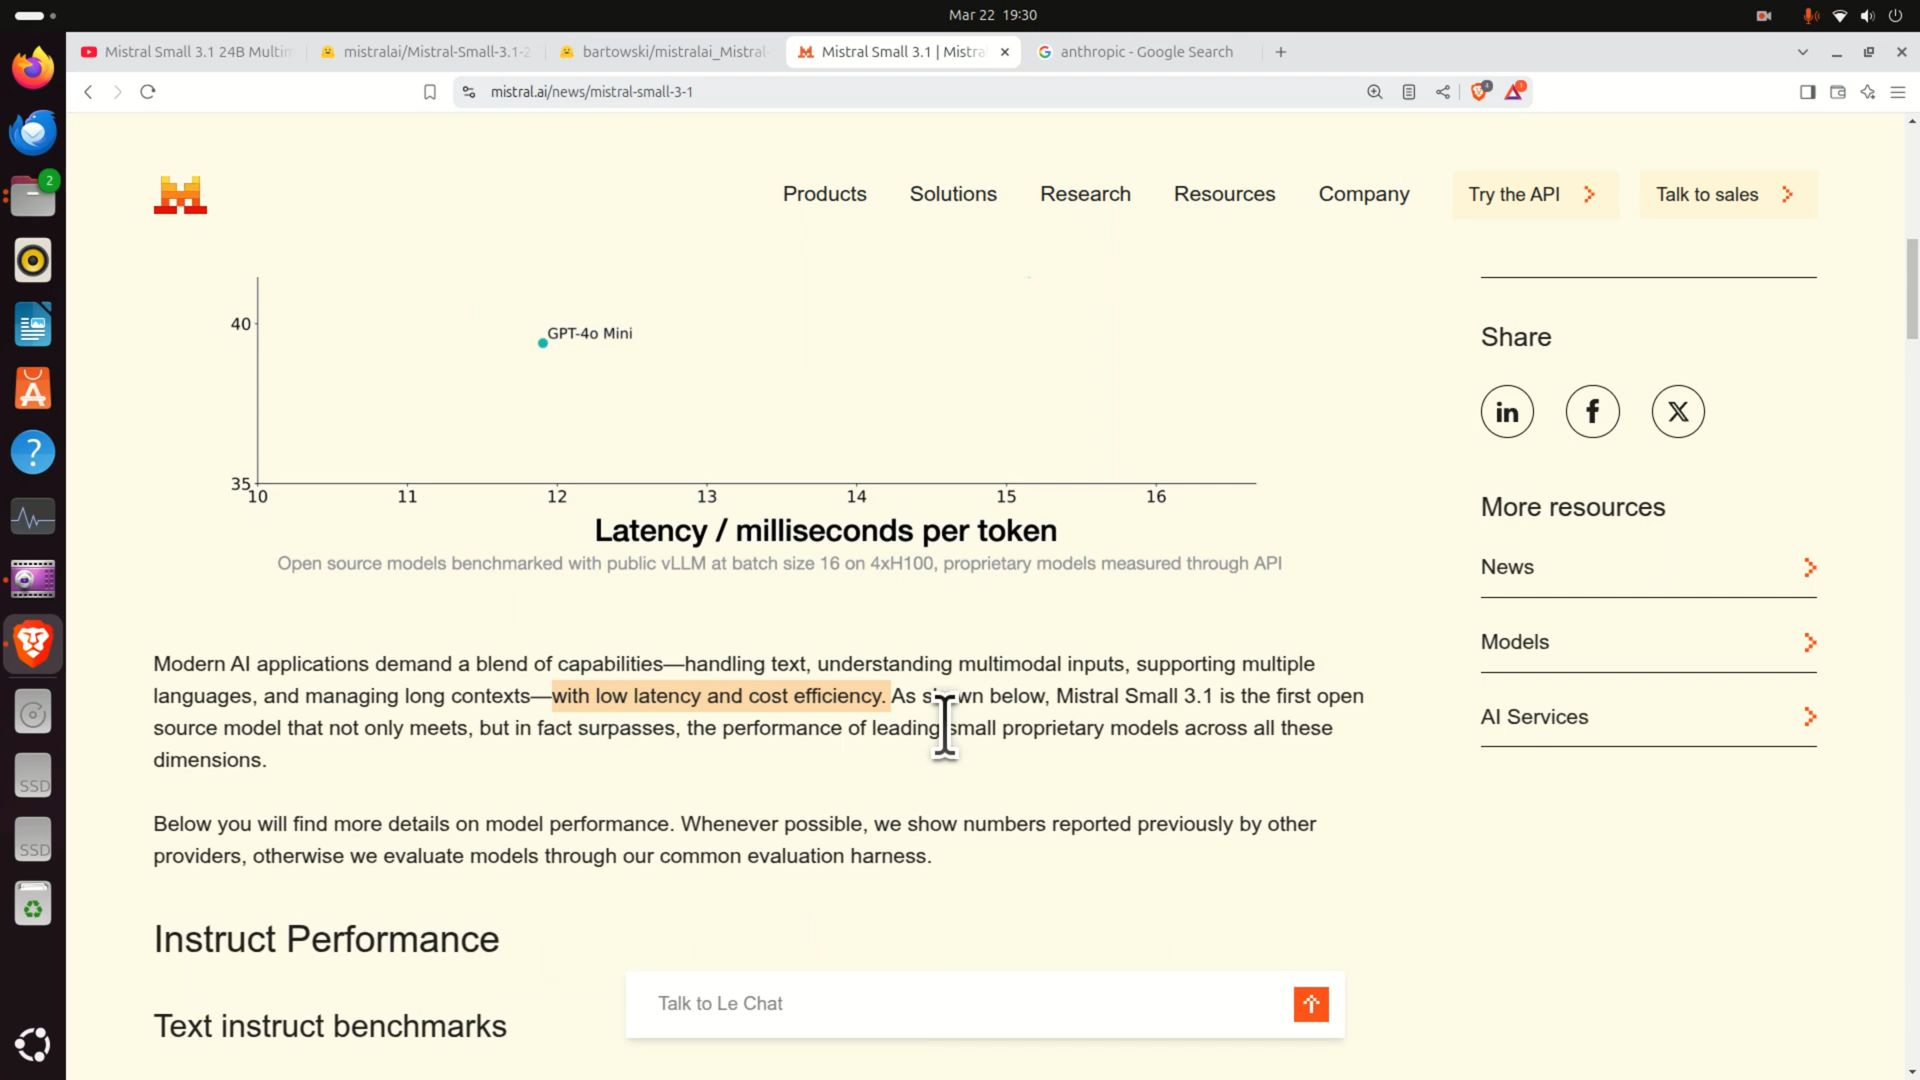 Mar 22 19:30
Mistral Small 3.1 24B Multim
mistralai/Mistral-Small-3.1-2
bartowski/mistralai_Mistral-
Mistral Small 3.1 | Mistra
anthropic - Google Search
mistral.ai/news/mistral-small-3-1
4
1
2
Products
Solutions
Research
Resources
Company
Try the API
Talk to sales
40
GPT-4o Mini
35
10 11 12 13 14 15 16
Latency / milliseconds per token
Open source models benchmarked with public vLLM at batch size 16 on 4xH100, proprietary models measured through API
Modern AI applications demand a blend of capabilities—handling text, understanding multimodal inputs, supporting multiple
languages, and managing long contexts—with low latency and cost efficiency. As shown below, Mistral Small 3.1 is the first open
source model that not only meets, but in fact surpasses, the performance of leading small proprietary models across all these
dimensions.
Below you will find more details on model performance. Whenever possible, we show numbers reported previously by other
providers, otherwise we evaluate models through our common evaluation harness.
Instruct Performance
Text instruct benchmarks
Talk to Le Chat
Share
in
f
X
More resources
News
Models
AI Services
SSD
SSD